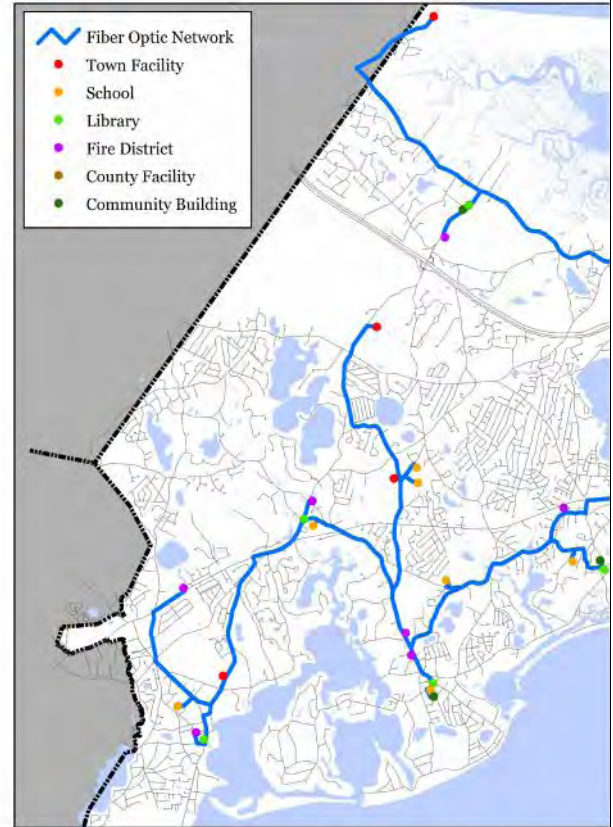 Fiber Optic Network
Town Facility
School
Library
Fire District
County Facility
Community Building